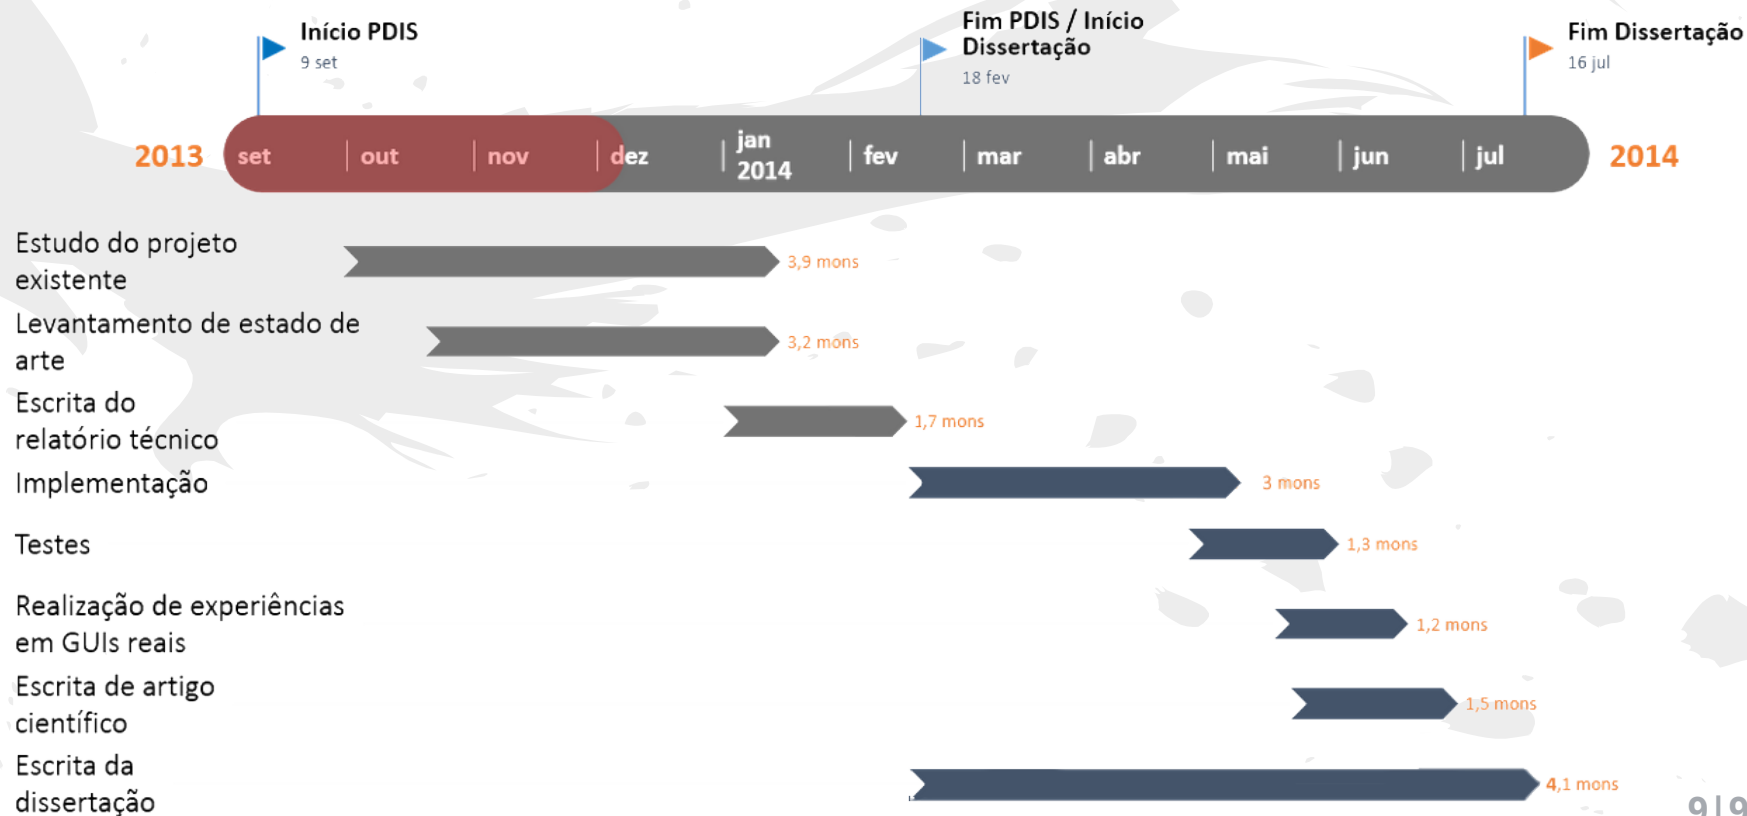 Início PDIS
9 set
Fim PDIS / Início
Dissertação
18 fev
Fim Dissertação
16 jul
2013
set
out
nov
dez
jan
2014
fev
mar
abr
mai
jun
jul
2014
Estudo do projeto
existente
3,9 mons
Levantamento de estado de
arte
3,2 mons
Escrita do
relatório técnico
1,7 mons
Implementação
3 mons
Testes
1,3 mons
Realização de experiências
em GUIs reais
1,2 mons
Escrita de artigo
científico
1,5 mons
Escrita da
dissertação
4,1 mons
9|9